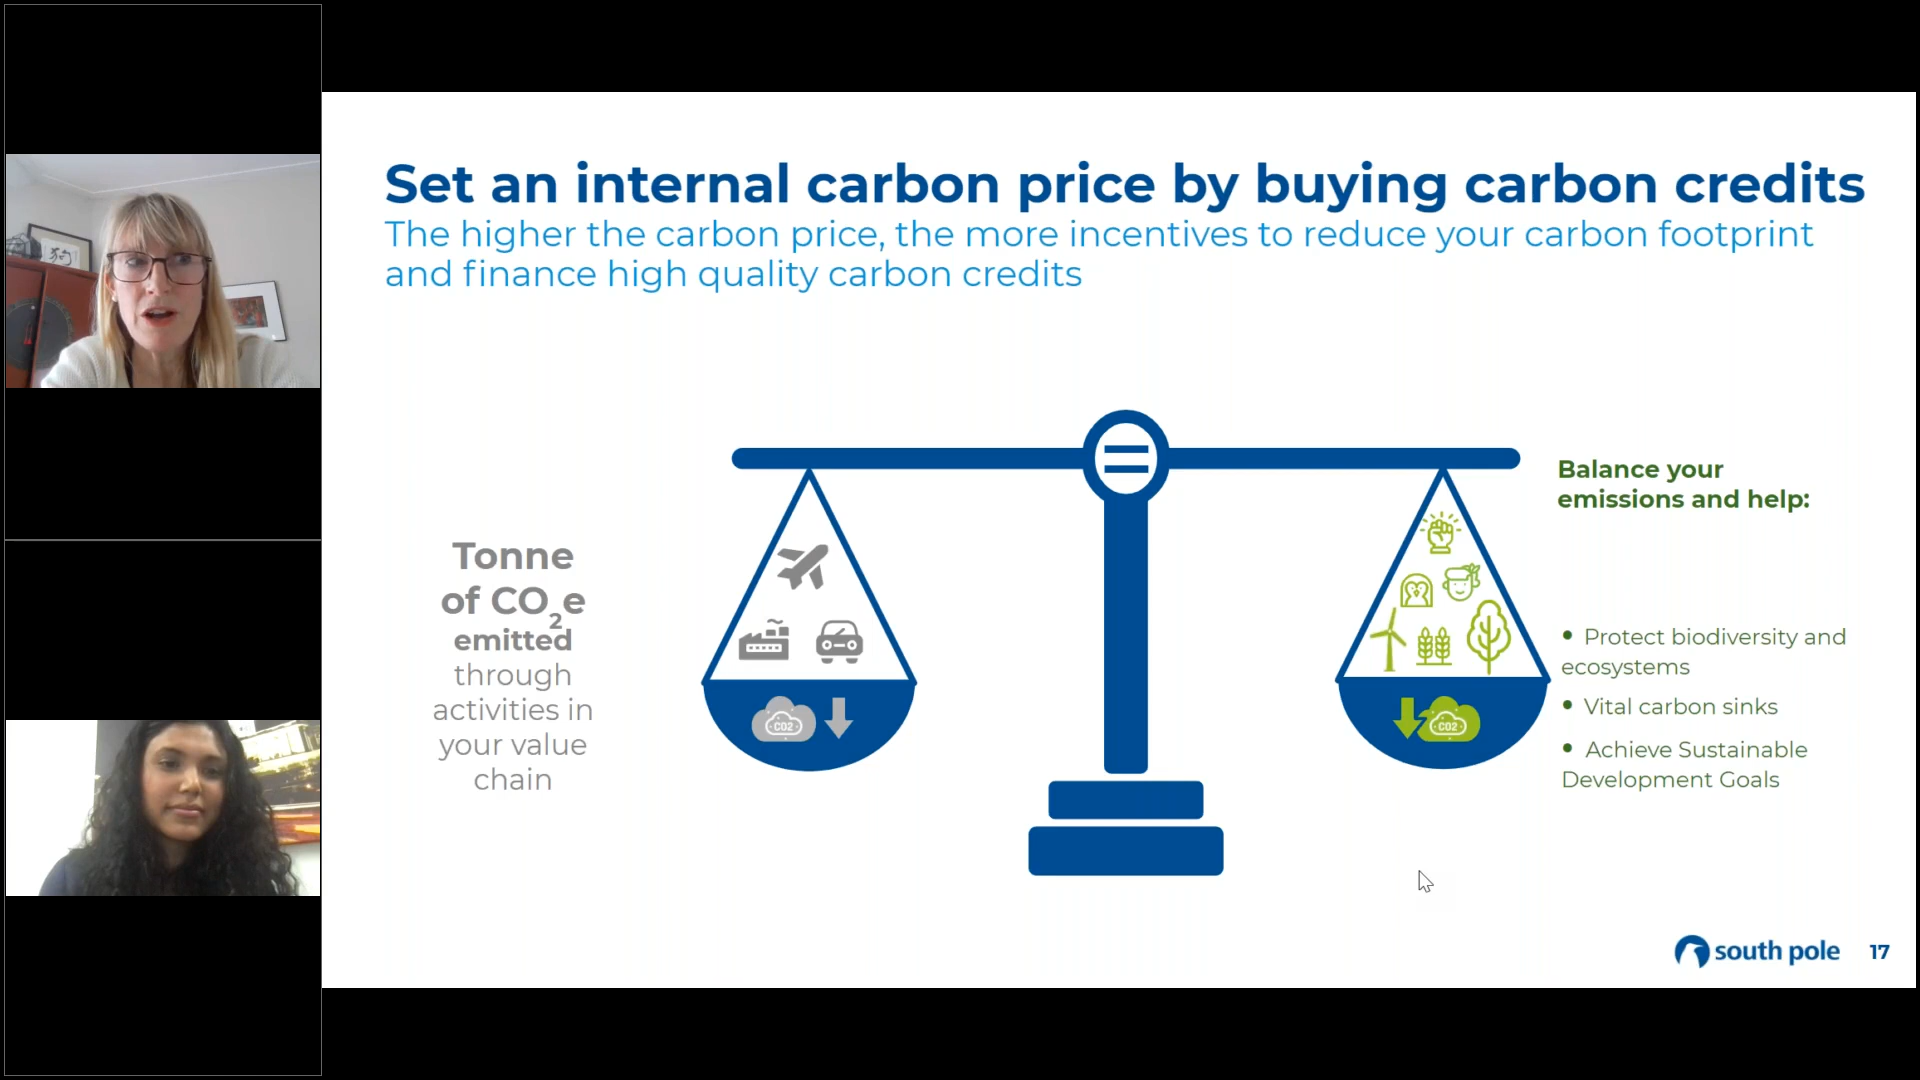 Set an internal carbon price by buying carbon credits
The higher the carbon price, the more incentives to reduce your carbon footprint
and finance high quality carbon credits
Tonne
of CO2e
emitted
through
activities in
your value
chain
CO2
CO2
Balance your
emissions and help:
• Protect biodiversity and
ecosystems
• Vital carbon sinks
• Achieve Sustainable
Development Goals
south pole 17